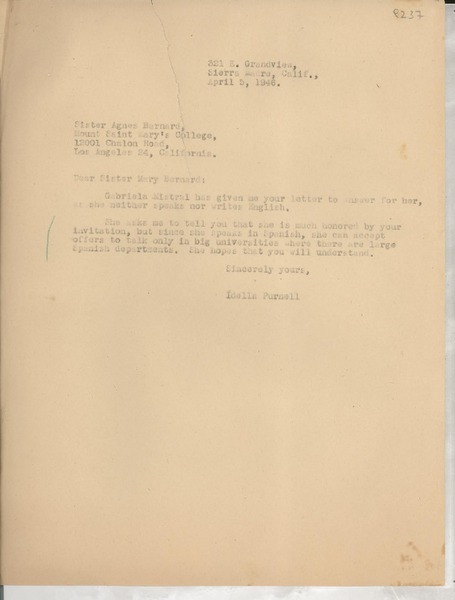 8237
321 E. Grandview,
Sierra Madre, Calif.,
April 5, 1946.
Sister Agnes Bernard,
Mount Saint Mary's College,
12001 Chalon Road,
Los Angeles 24, California.
Dear Sister Mary Bernard:
Gabriela Mistral has given me your letter to answer for her,
as she neither speaks nor writes English.
She asks me to tell you that she is much honored by your
invitation, but since she speaks in Spanish, she can accept
offers to talk only in big universities where there are large
Spanish departments. She hopes that you will understand.
Sincerely yours,
Idella Purnell